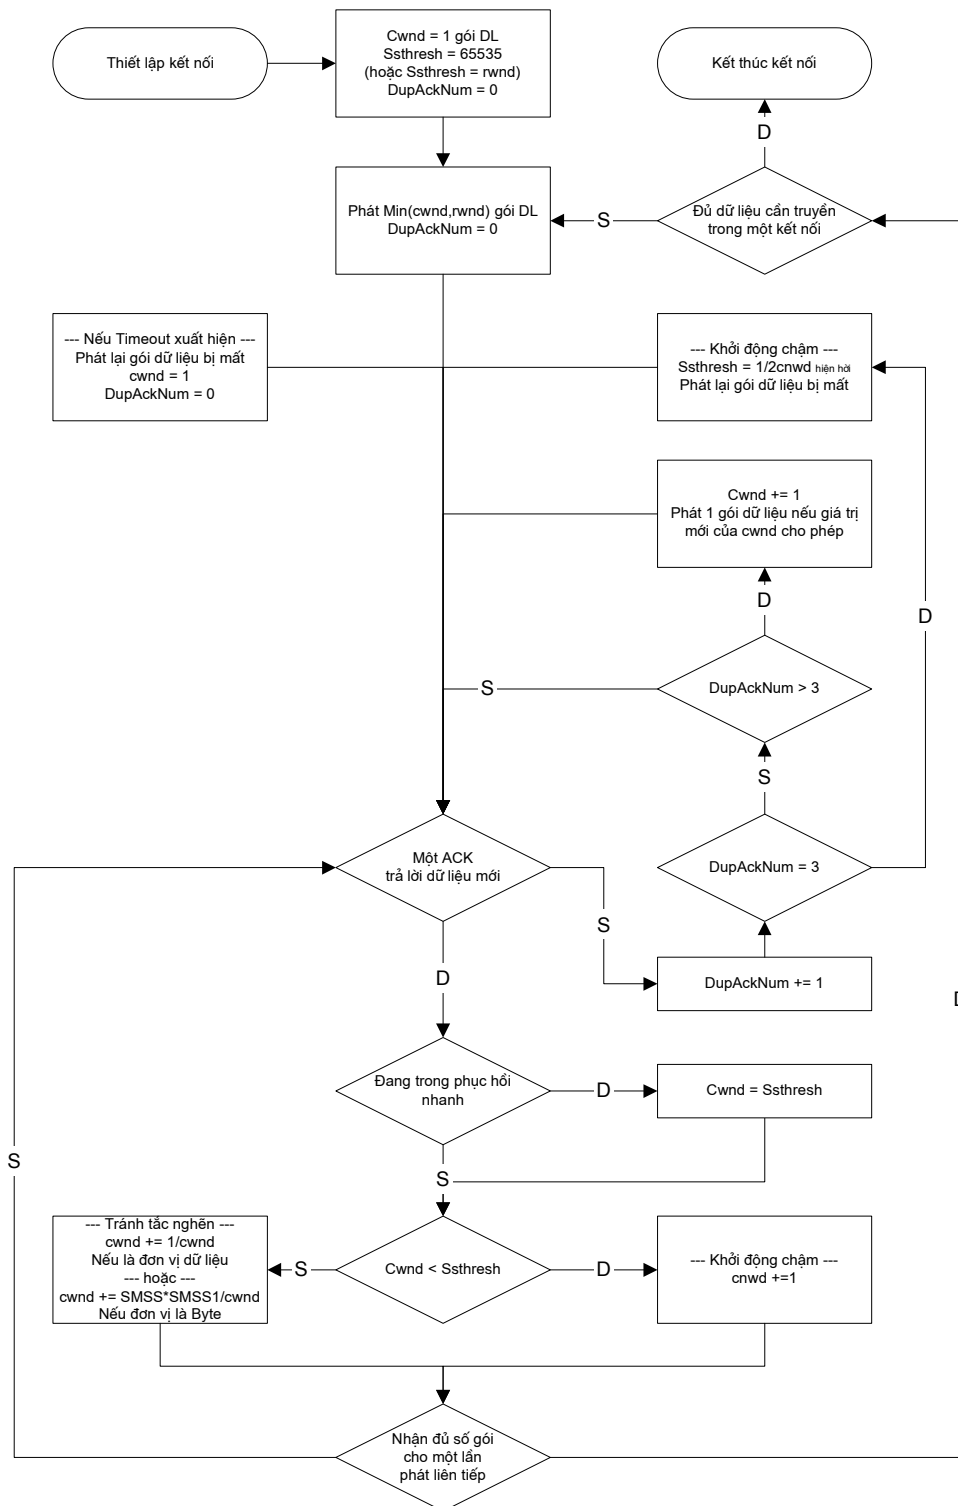 Thiết lập kết nối
Cwnd = 1 gói DL
Ssthresh = 65535
(hoặc Ssthresh = rwnd)
DupAckNum = 0
Kết thúc kết nối
D
Phát Min(cwnd,rwnd) gói DL
DupAckNum = 0
S
Đủ dữ liệu cần truyền
trong một kết nối
--- Nếu Timeout xuất hiện ---
Phát lại gói dữ liệu bị mất
cwnd = 1
DupAckNum = 0
--- Khởi động chậm ---
Ssthresh = 1/2cnwd hiện hời
Phát lại gói dữ liệu bị mất
Cwnd += 1
Phát 1 gói dữ liệu nếu giá trị
mới của cwnd cho phép
D
D
S
DupAckNum > 3
S
Một ACK
trả lời dữ liệu mới
DupAckNum = 3
S
D
DupAckNum += 1
D
Đang trong phục hồi
nhanh
D
Cwnd = Ssthresh
S
S
--- Tránh tắc nghẽn ---
cwnd += 1/cwnd
Nếu là đơn vị dữ liệu
--- hoặc ---
cwnd += SMSS*SMSS1/cwnd
Nếu đơn vị là Byte
S
Cwnd < Ssthresh
D
--- Khởi động chậm ---
cnwd +=1
Nhận đủ số gói
cho một lần
phát liên tiếp